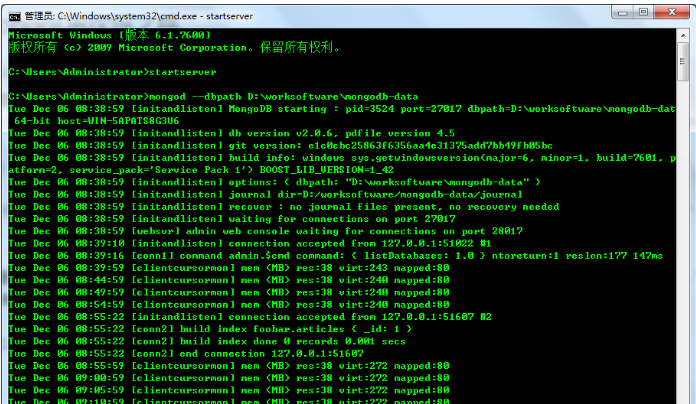 管理员: C:\Windows\system32\cmd.exe - startserver
Microsoft Windows [版本 6.1.7600]
版权所有 (c) 2009 Microsoft Corporation。保留所有权利。
C:\Users\Administrator>startserver
C:\Users\Administrator>mongod --dbpath D:\worksoftware\mongodb-data
Tue Dec 06 08:38:59 [initandlisten] MongoDB starting : pid=3524 port=27017 dbpath=D:\worksoftware\mongodb-dat
64-bit host=WIN-5APATS8G3U6
Tue Dec 06 08:38:59 [initandlisten] db version v2.0.6, pdfile version 4.5
Tue Dec 06 08:38:59 [initandlisten] git version: e1c0cbc25863f6356aa4e31375add7bb49fb05bc
Tue Dec 06 08:38:59 [initandlisten] build info: windows sys.getwindowsversion(major=6, minor=1, build=7601, p
atform=2, service_pack='Service Pack 1') BOOST_LIB_VERSION=1_42
Tue Dec 06 08:38:59 [initandlisten] options: { dbpath: "D:\worksoftware\mongodb-data" }
Tue Dec 06 08:38:59 [initandlisten] journal dir=D:/worksoftware/mongodb-data/journal
Tue Dec 06 08:38:59 [initandlisten] recover : no journal files present, no recovery needed
Tue Dec 06 08:38:59 [initandlisten] waiting for connections on port 27017
Tue Dec 06 08:38:59 [websvr] admin web console waiting for connections on port 28017
Tue Dec 06 08:39:10 [initandlisten] connection accepted from 127.0.0.1:51022 #1
Tue Dec 06 08:39:16 [conn1] command admin.$cmd command: { listDatabases: 1.0 } ntoreturn:1 reslen:177 147ms
Tue Dec 06 08:39:59 [clientcursormon] mem (MB) res:38 virt:243 mapped:80
Tue Dec 06 08:44:59 [clientcursormon] mem (MB) res:38 virt:240 mapped:80
Tue Dec 06 08:49:59 [clientcursormon] mem (MB) res:38 virt:240 mapped:80
Tue Dec 06 08:54:59 [clientcursormon] mem (MB) res:38 virt:240 mapped:80
Tue Dec 06 08:55:22 [initandlisten] connection accepted from 127.0.0.1:51607 #2
Tue Dec 06 08:55:22 [conn2] build index foobar.articles { _id: 1 }
Tue Dec 06 08:55:22 [conn2] build index done 0 records 0.001 secs
Tue Dec 06 08:55:22 [conn2] end connection 127.0.0.1:51607
Tue Dec 06 08:55:59 [clientcursormon] mem (MB) res:38 virt:272 mapped:80
Tue Dec 06 09:00:59 [clientcursormon] mem (MB) res:38 virt:272 mapped:80
Tue Dec 06 09:05:59 [clientcursormon] mem (MB) res:38 virt:272 mapped:80
Tue Dec 06 09:10:59 [clientcursormon] mem (MB) res:38 virt:272 mapped:80